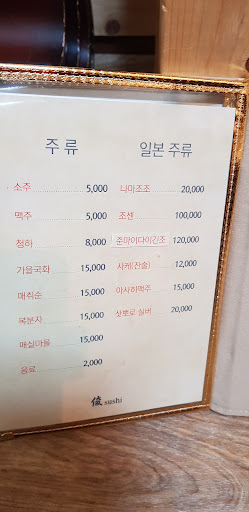 주 류
소주 5,000
맥주 5,000
청하 8,000
가을국화 15,000
매취순 15,000
복분자 15,000
매실마을 15,000
음료 2,000
일본 주류
나마조조 20,000
조센 100,000
준마이다이긴조 120,000
사케(잔술) 12,000
아사히맥주 15,000
삿뽀로 실버 20,000
sushi